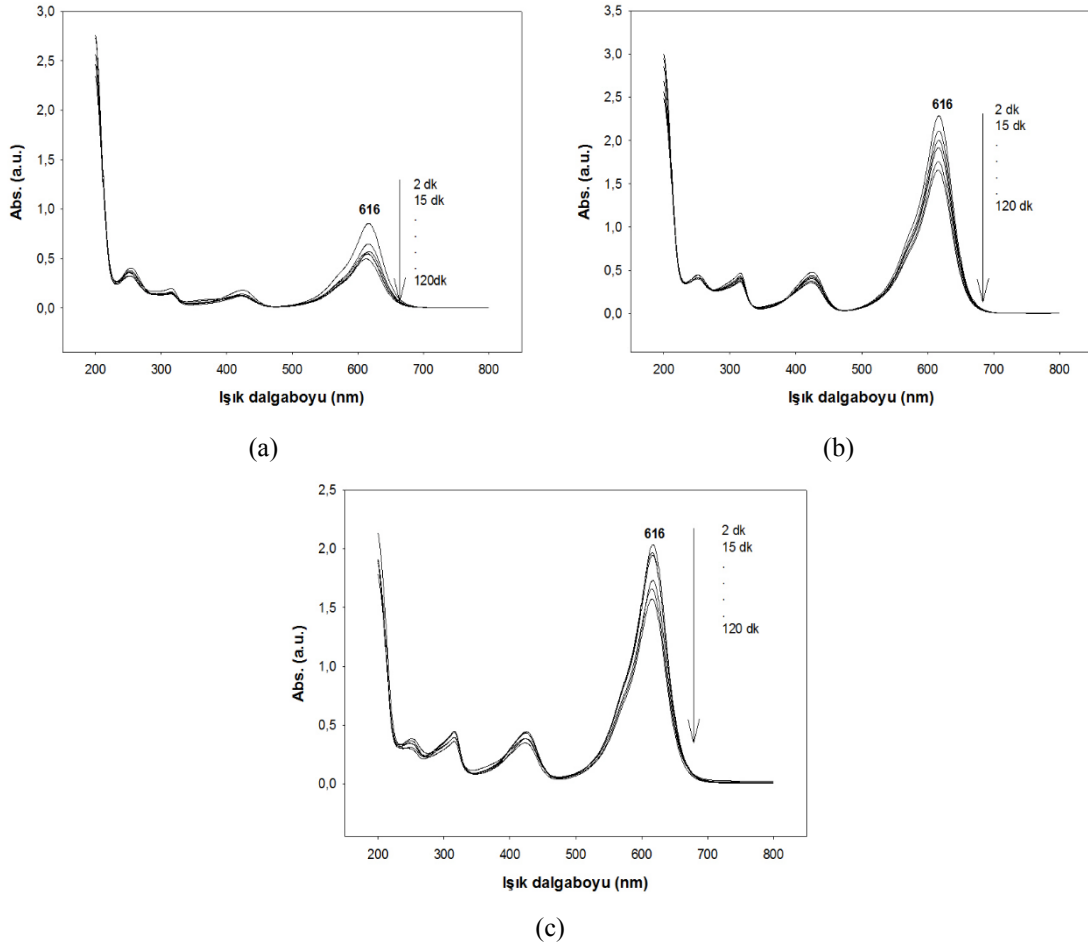 3,0
2,5
2,0
1,5
1,0
0,5
0,0
Abs. (a.u.)
616
2 dk
15 dk
.
.
.
.
120dk
200 300 400 500 600 700 800
Işık dalgaboyu (nm)
(a)
3,5
3,0
2,5
2,0
1,5
1,0
0,5
0,0
Abs. (a.u.)
616
2 dk
15 dk
.
.
.
.
120 dk
200 300 400 500 600 700 800
Işık dalgaboyu (nm)
(b)
2,5
2,0
1,5
1,0
0,5
0,0
Abs. (a.u.)
616
2 dk
15 dk
.
.
.
.
120 dk
200 300 400 500 600 700 800
Işık dalgaboyu (nm)
(c)